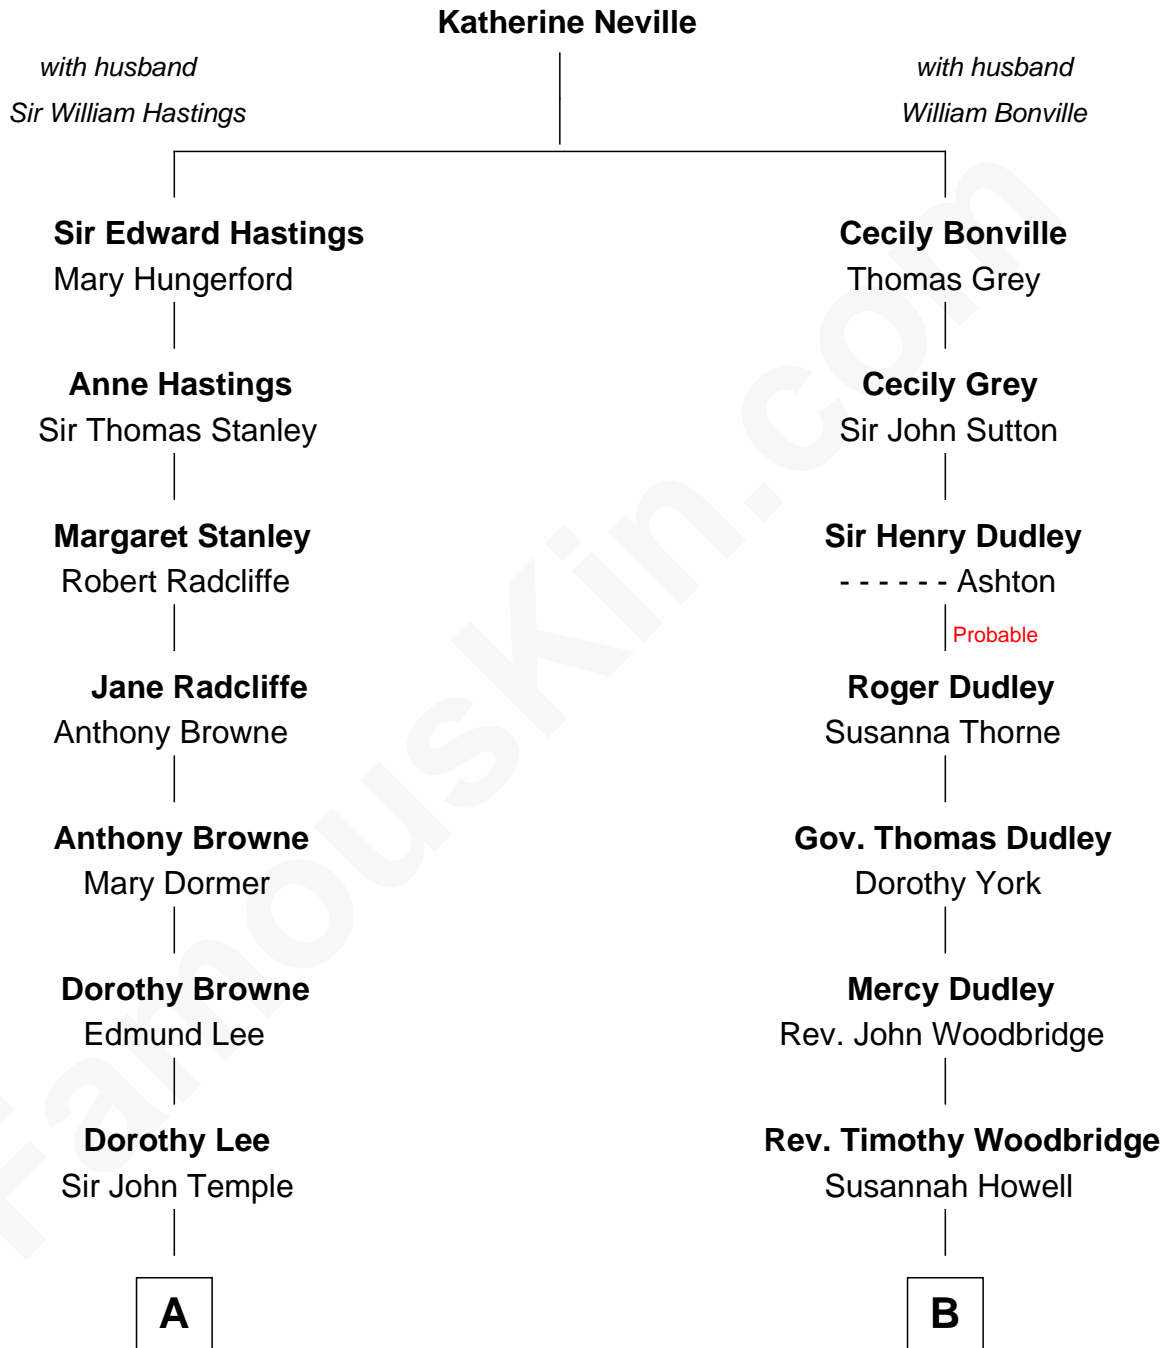 Katherine Neville
with husband
Sir William Hastings
with husband
William Bonville
Sir Edward Hastings
Mary Hungerford
Cecily Bonville
Thomas Grey
Anne Hastings
Sir Thomas Stanley
Cecily Grey
Sir John Sutton
Margaret Stanley
Robert Radcliffe
Sir Henry Dudley
- - - - - - Ashton
Probable
Jane Radcliffe
Anthony Browne
Roger Dudley
Susanna Thorne
Anthony Browne
Mary Dormer
Gov. Thomas Dudley
Dorothy York
Dorothy Browne
Edmund Lee
Mercy Dudley
Rev. John Woodbridge
Dorothy Lee
Sir John Temple
Rev. Timothy Woodbridge
Susannah Howell
A
B
FamousKin.com